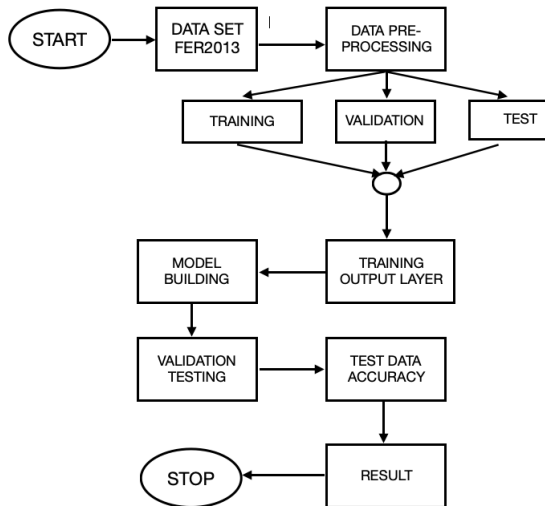 START
DATA SET
FER2013
DATA PRE-
PROCESSING
TRAINING
VALIDATION
TEST
MODEL
BUILDING
TRAINING
OUTPUT LAYER
VALIDATION
TESTING
TEST DATA
ACCURACY
STOP
RESULT